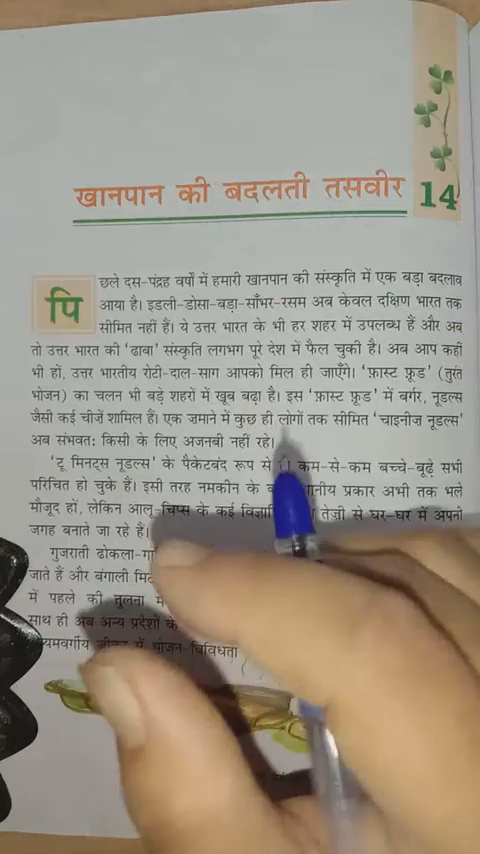 खानपान की बदलती तसवीर 14
पिछले दस-पंद्रह वर्षों में हमारी खानपान की संस्कृति में एक बड़ा बदलाव
आया है। इडली-डोसा-बड़ा-साँभर-रसम अब केवल दक्षिण भारत तक
सीमित नहीं हैं। ये उत्तर भारत के भी हर शहर में उपलब्ध हैं और अब
तो उत्तर भारत की 'ढाबा' संस्कृति लगभग पूरे देश में फैल चुकी है। अब आप कहीं
भी हों, उत्तर भारतीय रोटी-दाल-साग आपको मिल ही जाएँगे। 'फ़ास्ट फ़ूड' (तुरंत
भोजन) का चलन भी बड़े शहरों में खूब बढ़ा है। इस 'फ़ास्ट फ़ूड' में बर्गर, नूडल्स
जैसी कई चीज़ें शामिल हैं। एक ज़माने में कुछ ही लोगों तक सीमित 'चाइनीज़ नूडल्स'
अब संभवतः किसी के लिए अजनबी नहीं रहे।
'टू मिनट्स नूडल्स' के पैकेटबंद रूप से कम-से-कम बच्चे-बूढ़े सभी
परिचित हो चुके हैं। इसी तरह नमकीन के प्रकार अभी तक भले
मौजूद हों, लेकिन आलू-चिप्स के कई तेज़ी से घर-घर में अपनी
जगह बनाते जा रहे हैं।
गुजराती ढोकला
जाते हैं और बंगाली
में पहले की तुलना
साथ ही अब अन्य प्रदेशों के
जीवन में भोजन-विविधता